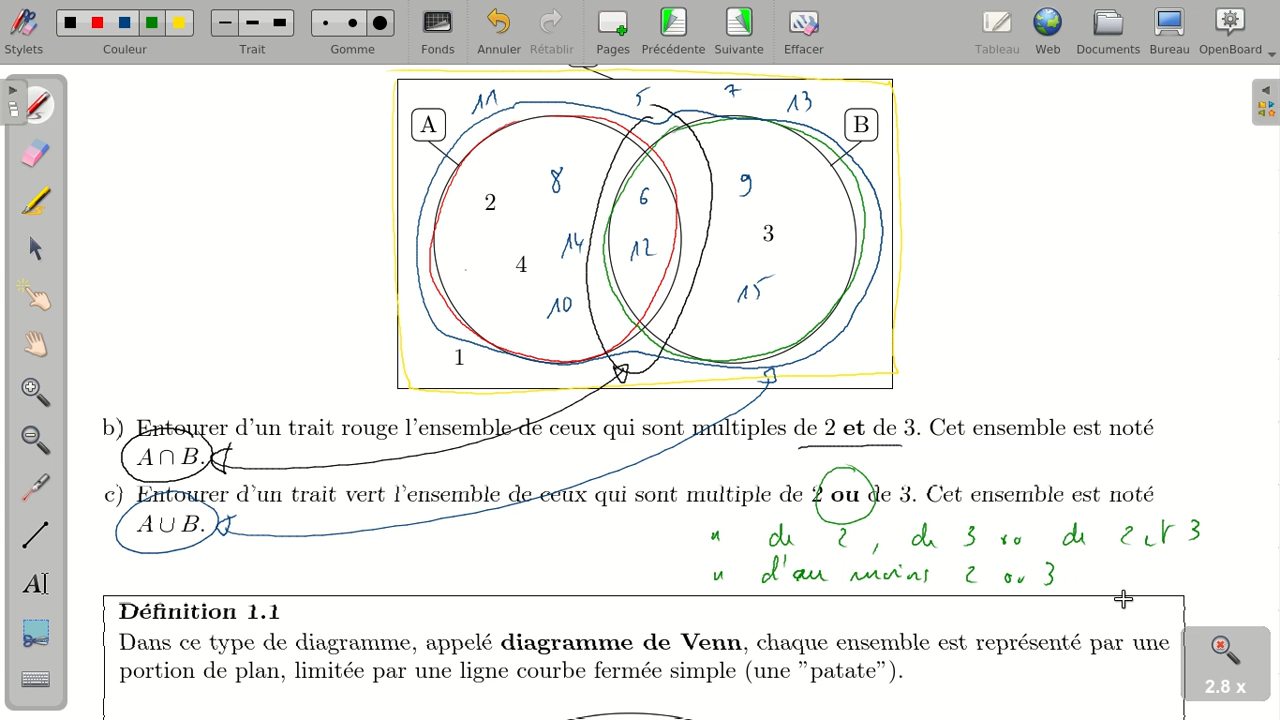 Stylets Couleur Trait Gomme Fonds Annuler Rétablir Pages Précédente Suivante Effacer Tableau Web Documents Bureau OpenBoard
11 5 7 13
A B
8 9
2 6
14 12 3
4
10 15
1
b) Entourer d'un trait rouge l'ensemble de ceux qui sont multiples de 2 et de 3. Cet ensemble est noté
A ∩ B.
c) Entourer d'un trait vert l'ensemble de ceux qui sont multiple de 2 ou de 3. Cet ensemble est noté
A ∪ B.
" de 2, de 3 ou de 2 et 3
" d'au moins 2 ou 3
Définition 1.1
Dans ce type de diagramme, appelé diagramme de Venn, chaque ensemble est représenté par une
portion de plan, limitée par une ligne courbe fermée simple (une "patate").
2.8 x